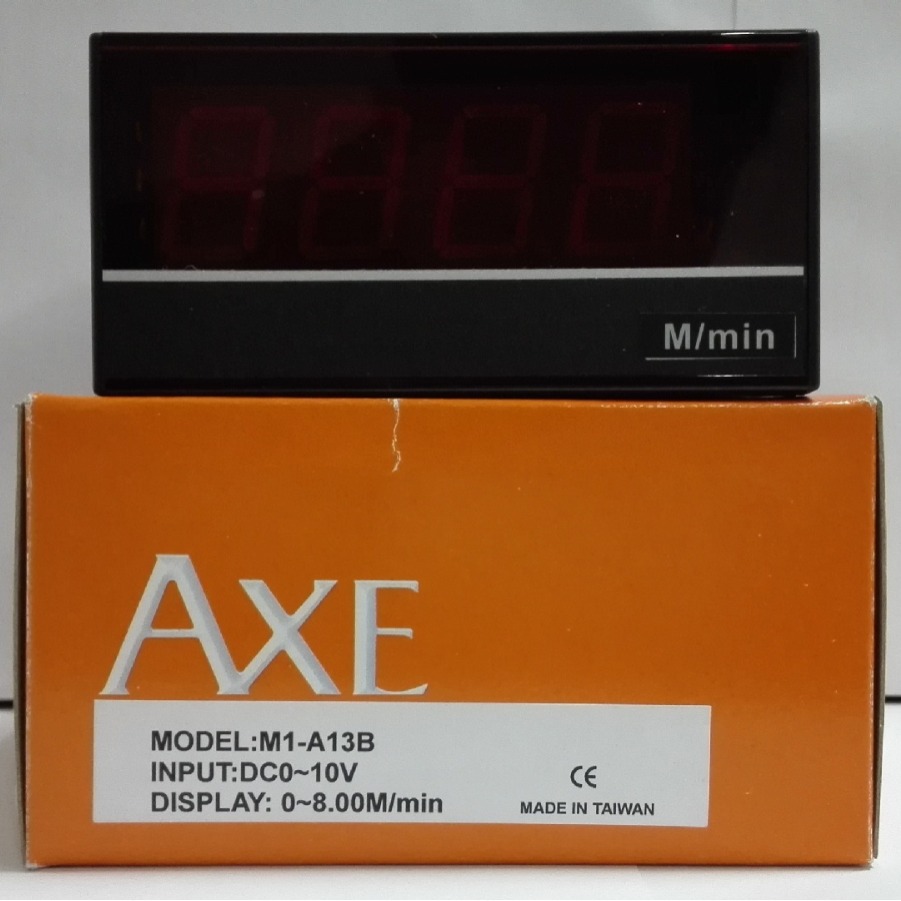 M/min
AXE
MODEL:M1-A13B
INPUT:DC0~10V
DISPLAY: 0~8.00M/min
CE
MADE IN TAIWAN